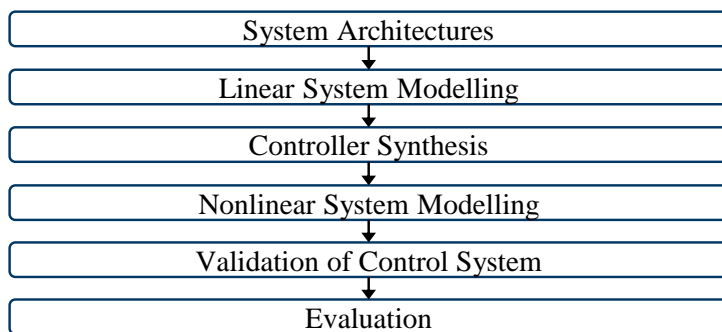 System Architectures
Linear System Modelling
Controller Synthesis
Nonlinear System Modelling
Validation of Control System
Evaluation